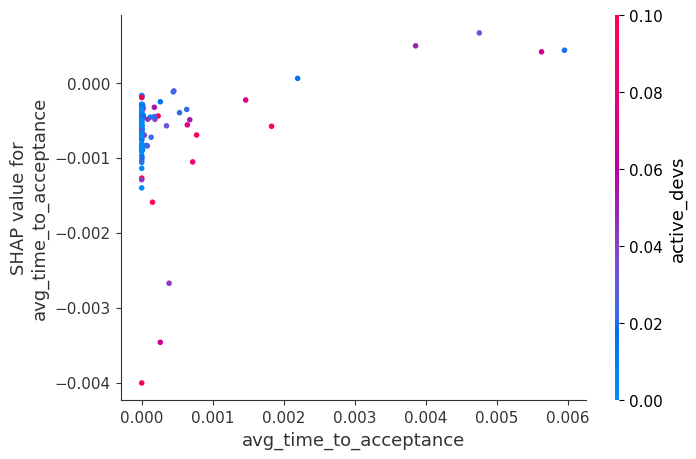 0.000
−0.001
−0.002
−0.003
−0.004
SHAP value for
avg_time_to_acceptance
0.000 0.001 0.002 0.003 0.004 0.005 0.006
avg_time_to_acceptance
0.10
0.08
0.06
0.04
0.02
0.00
active_devs